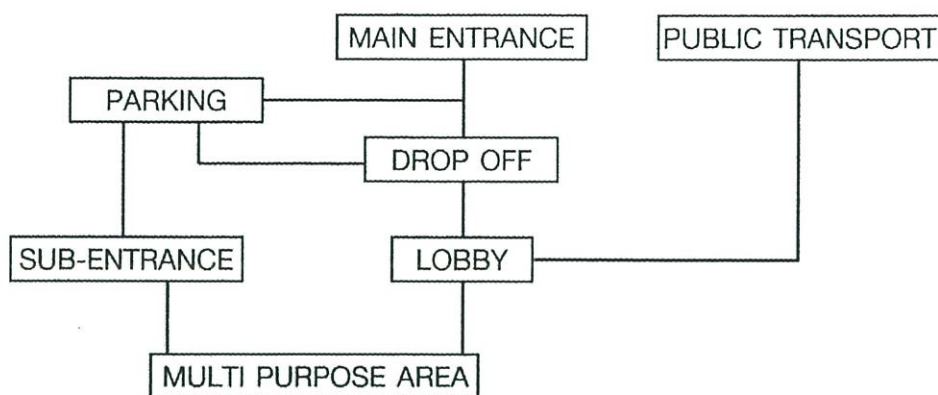 MAIN ENTRANCE
PUBLIC TRANSPORT
PARKING
DROP OFF
SUB-ENTRANCE
LOBBY
MULTI PURPOSE AREA